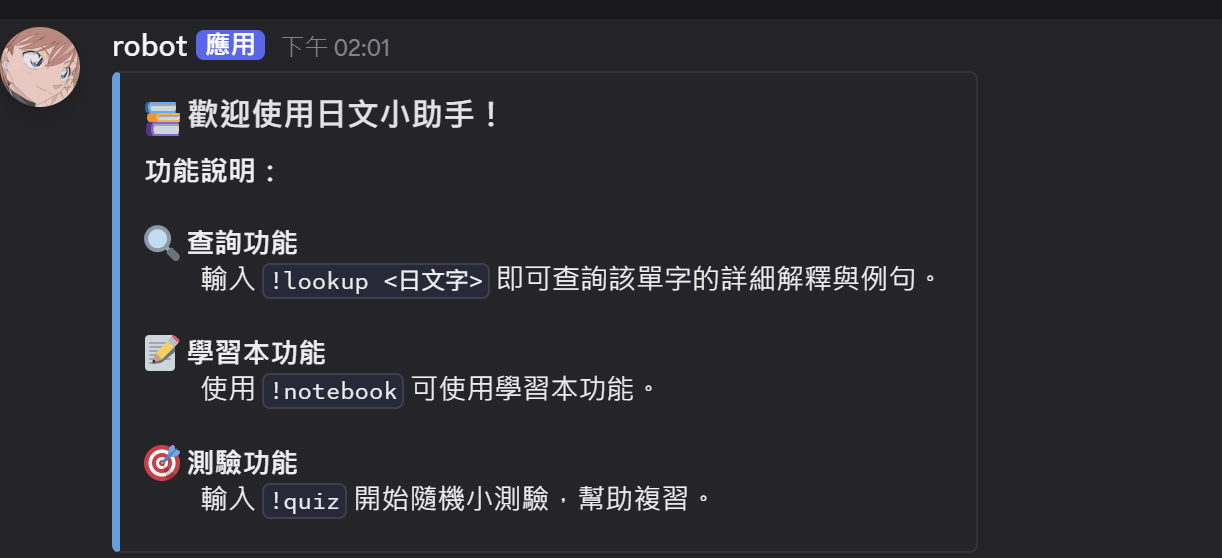 robot 應用 下午 02:01
📚 歡迎使用日文小助手！
功能說明：
🔍 查詢功能
輸入 !lookup <日文字> 即可查詢該單字的詳細解釋與例句。
📝 學習本功能
使用 !notebook 可使用學習本功能。
🎯 測驗功能
輸入 !quiz 開始隨機小測驗，幫助複習。